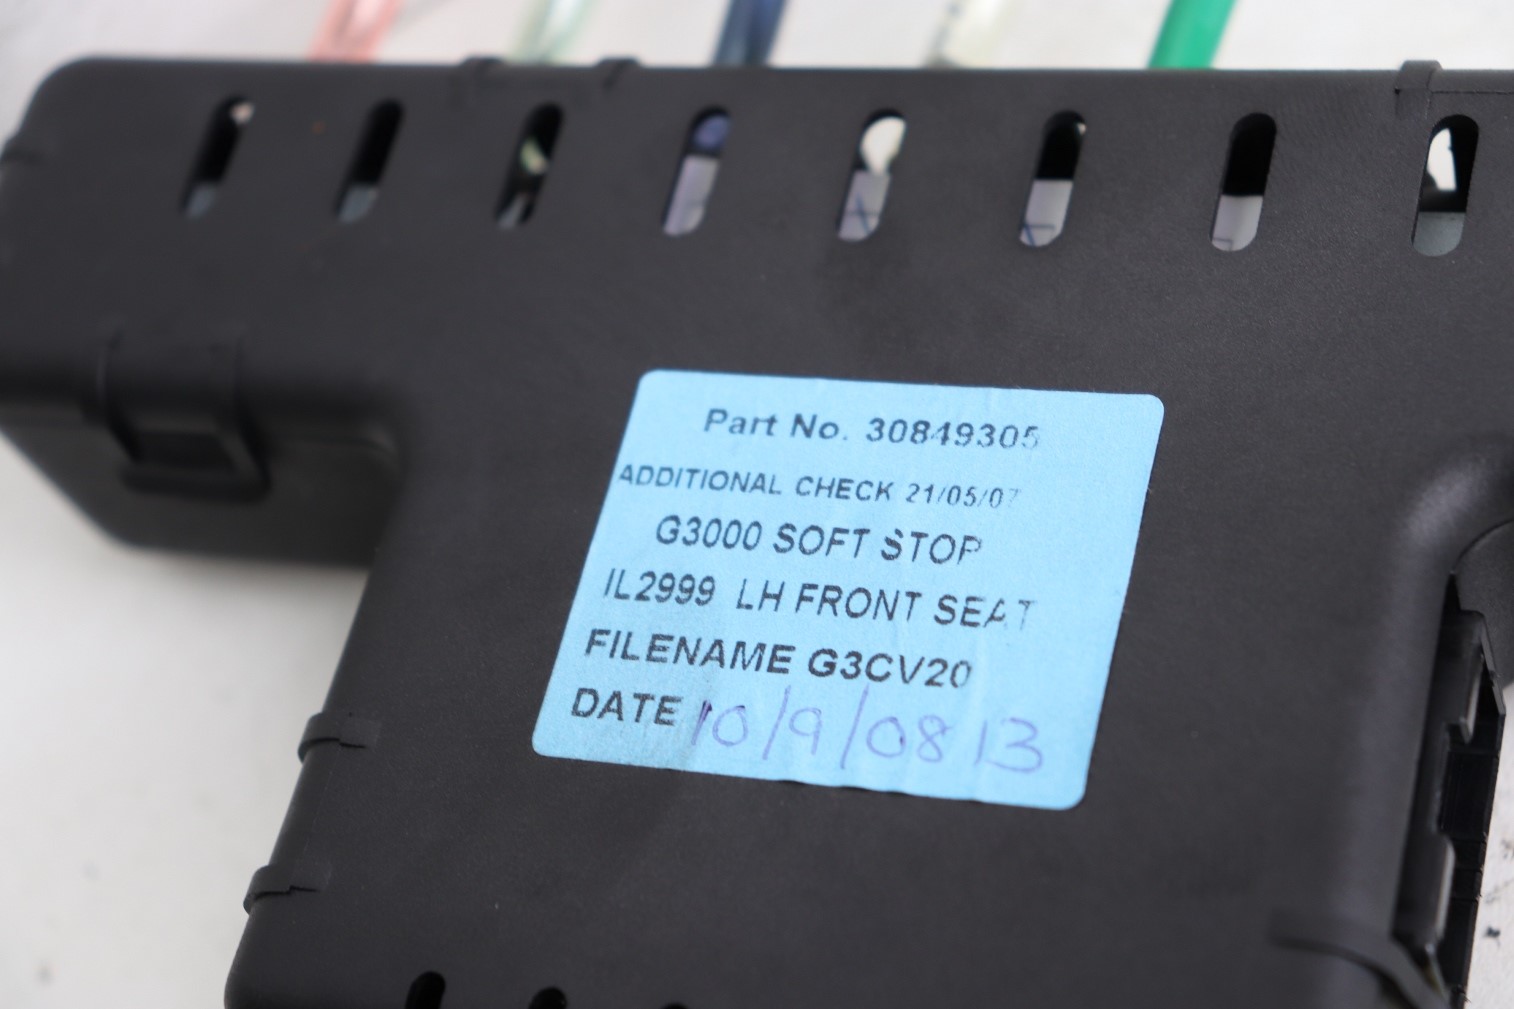 Part No. 30849305
ADDITIONAL CHECK 21/05/07
G3000 SOFT STOP
IL2999 LH FRONT SEAT
FILENAME G3CV20
DATE 10/9/08 13